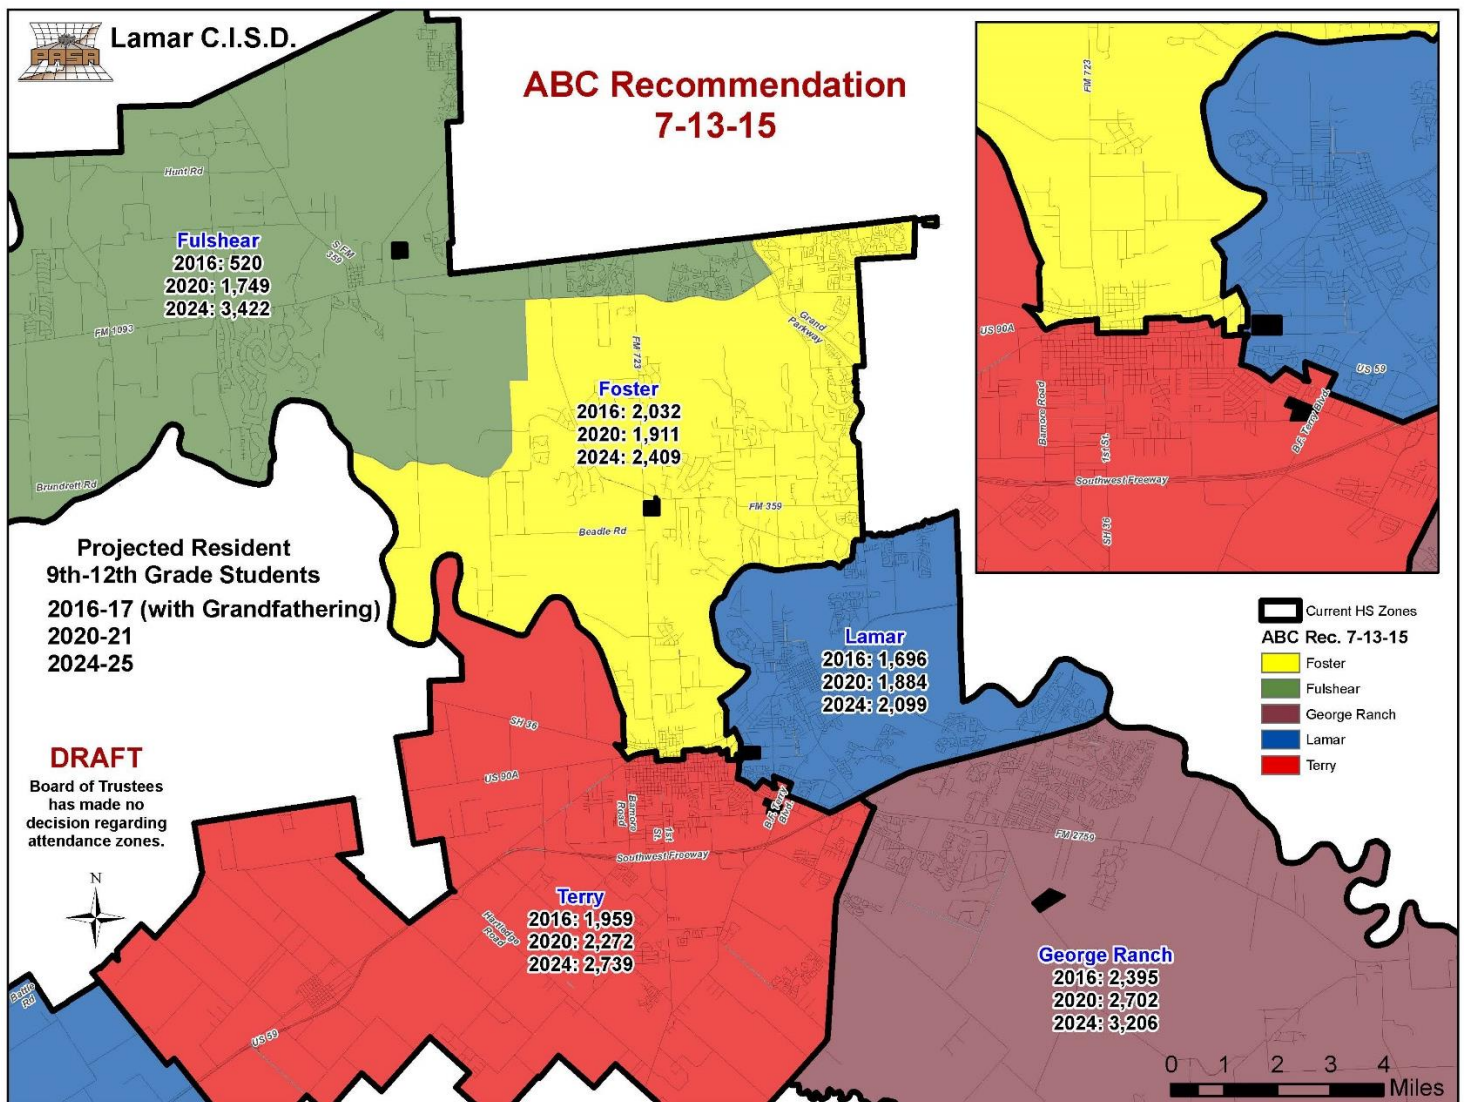 PASA
Lamar C.I.S.D.
ABC Recommendation
7-13-15
Hunt Rd
Fulshear
2016: 520
2020: 1,749
2024: 3,422
S FM
359
FM 1093
Brundrett Rd
Grand
Parkway
FM 723
Foster
2016: 2,032
2020: 1,911
2024: 2,409
FM 359
Beadle Rd
Projected Resident
9th-12th Grade Students
2016-17 (with Grandfathering)
2020-21
2024-25
Lamar
2016: 1,696
2020: 1,884
2024: 2,099
SH 36
US 90A
Bamore
Road
1st
St.
B.F. Terry
Blvd.
Southwest Freeway
FM 2759
DRAFT
Board of Trustees
has made no
decision regarding
attendance zones.
N
Terry
2016: 1,959
2020: 2,272
2024: 2,739
Hartledge
Road
George Ranch
2016: 2,395
2020: 2,702
2024: 3,206
Battle
Rd
US 59
FM 723
US 90A
US 59
Bamore Road
1st St.
B.F. Terry Blvd.
Southwest Freeway
SH 36
Current HS Zones
ABC Rec. 7-13-15
Foster
Fulshear
George Ranch
Lamar
Terry
0 1 2 3 4
Miles